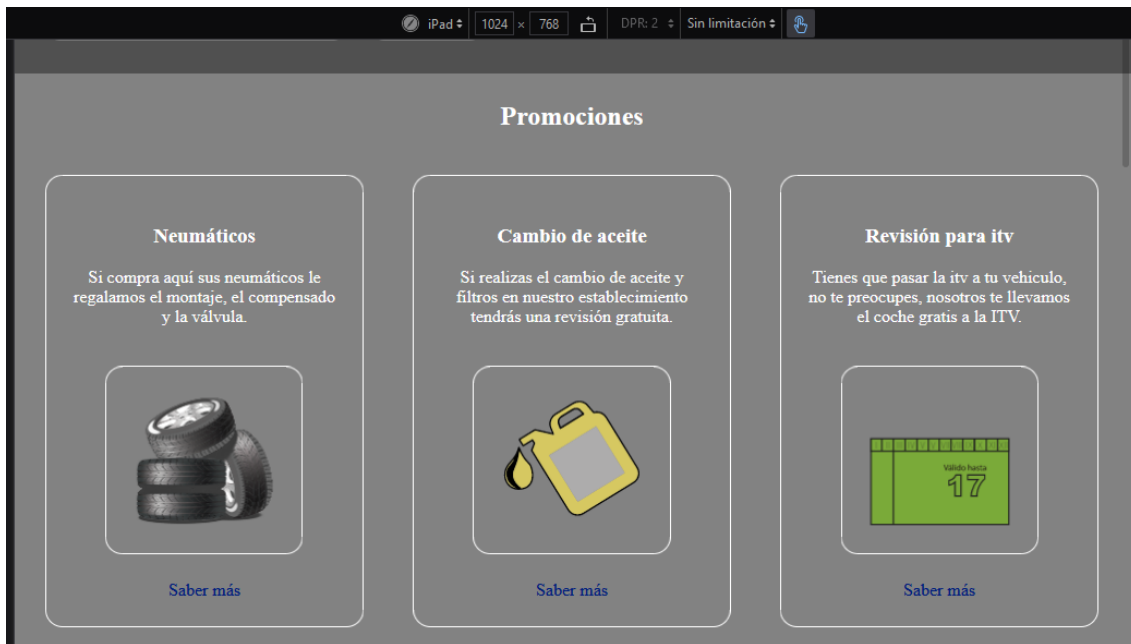 iPad 1024 × 768 DPR: 2 Sin limitación
Promociones
Neumáticos
Si compra aquí sus neumáticos le
regalamos el montaje, el compensado
y la válvula.
Saber más
Cambio de aceite
Si realizas el cambio de aceite y
filtros en nuestro establecimiento
tendrás una revisión gratuita.
Saber más
Revisión para itv
Tienes que pasar la itv a tu vehiculo,
no te preocupes, nosotros te llevamos
el coche gratis a la ITV.
Válido hasta
17
Saber más